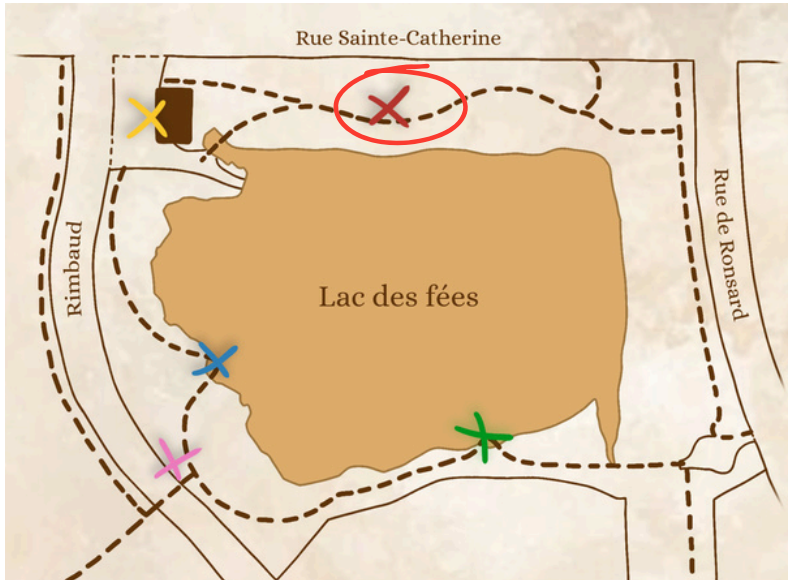 Rue Sainte-Catherine
Rimbaud
Lac des fées
Rue de Ronsard